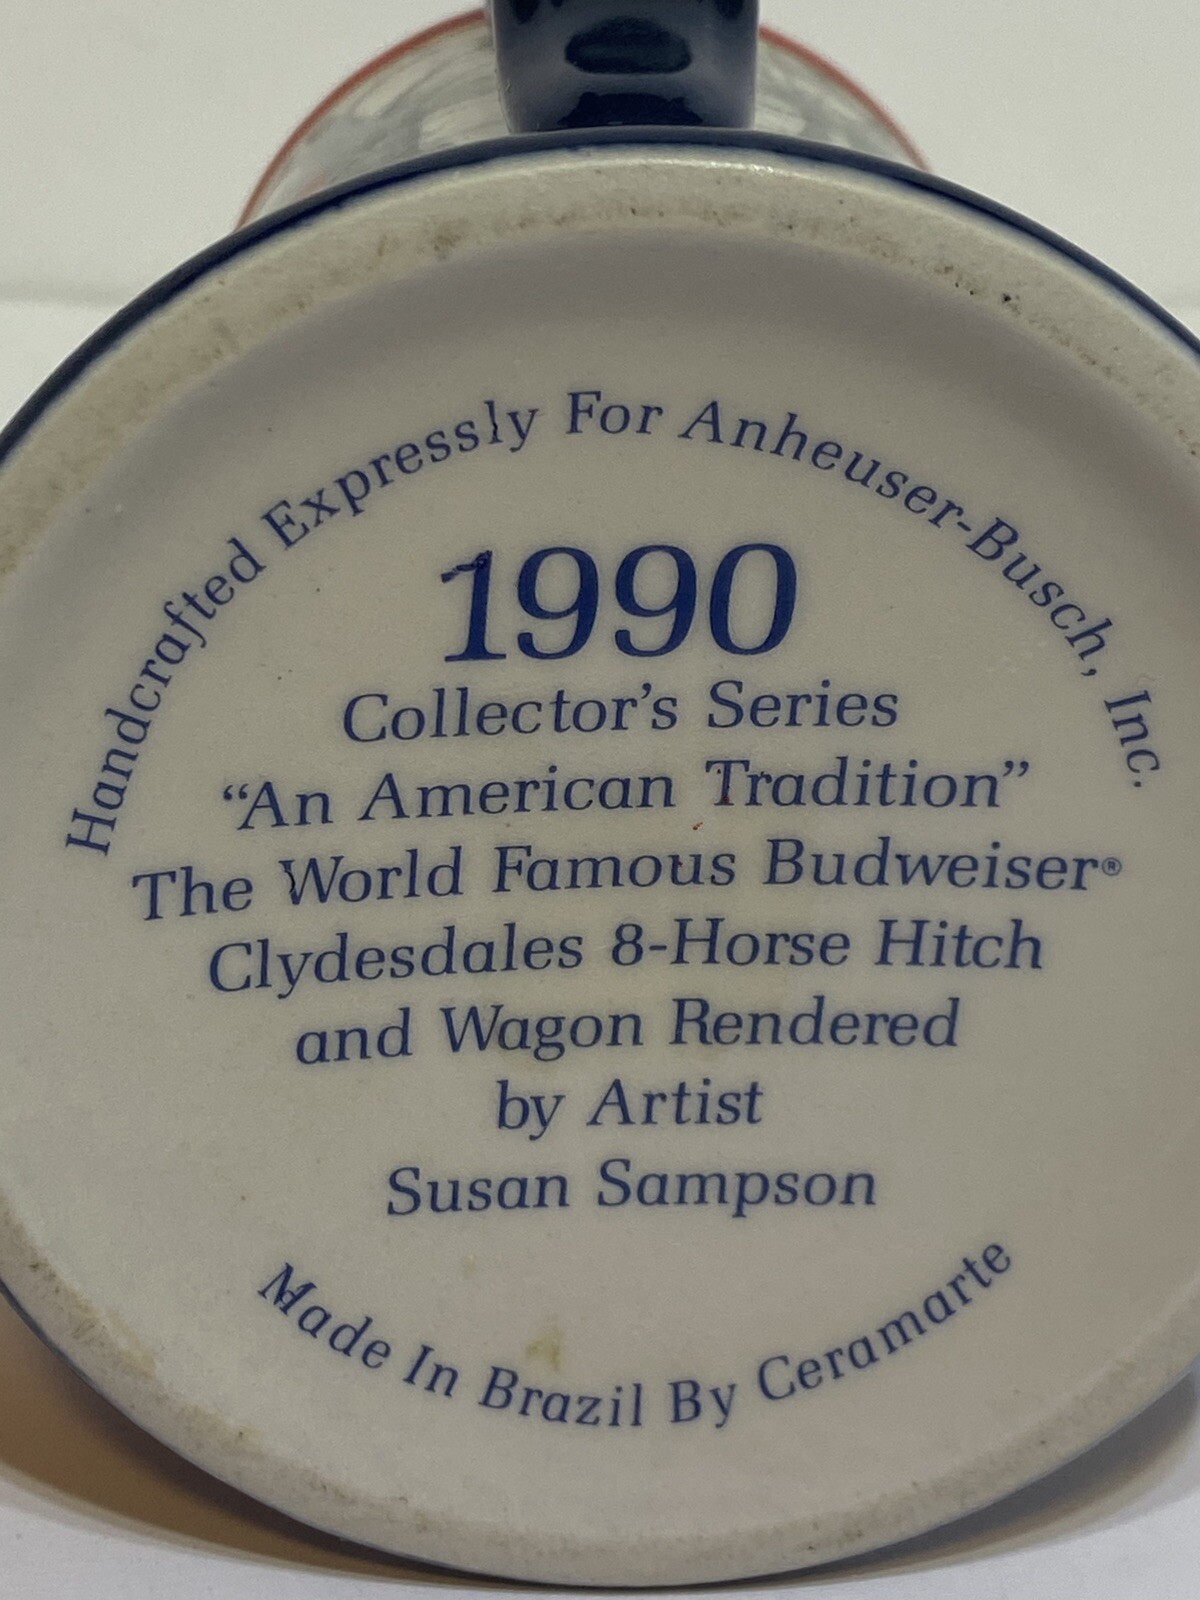 Handcrafted Expressly For Anheuser-Busch, Inc.
1990
Collector's Series
“An American Tradition”
The World Famous Budweiser®
Clydesdales 8-Horse Hitch
and Wagon Rendered
by Artist
Susan Sampson
Made In Brazil By Ceramarte